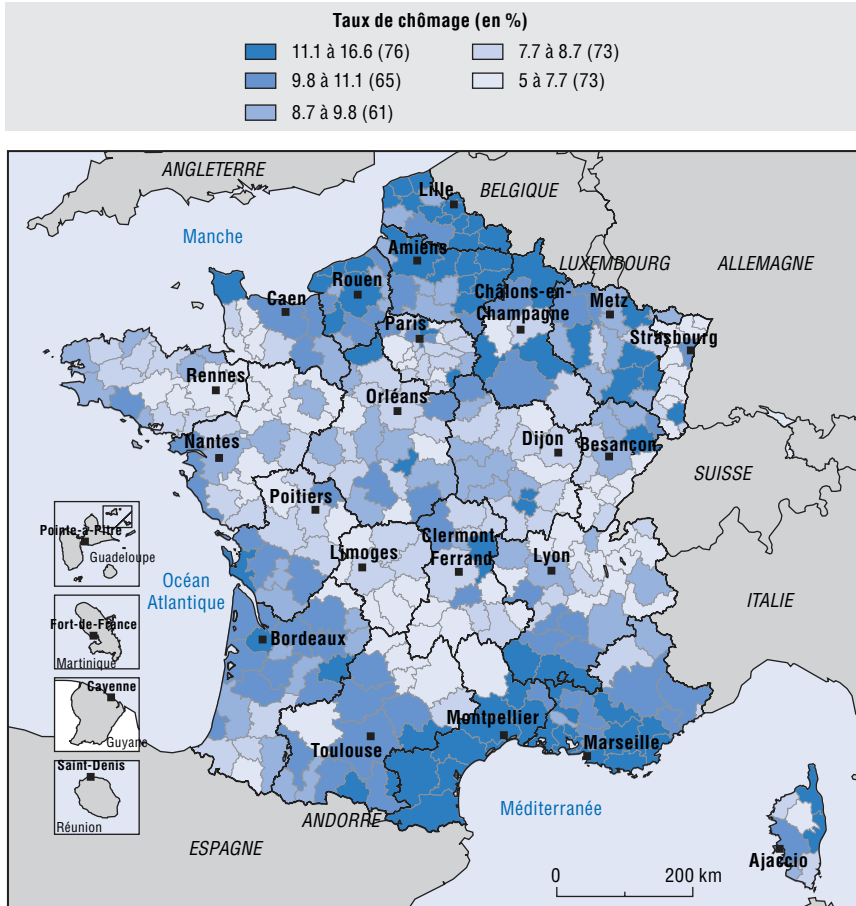 Taux de chômage (en %)
11.1 à 16.6 (76)
7.7 à 8.7 (73)
9.8 à 11.1 (65)
5 à 7.7 (73)
8.7 à 9.8 (61)
ANGLETERRE
Lille
BELGIQUE
Manche
Amiens
LUXEMBOURG
ALLEMAGNE
Rouen
Caen
Châlons-en-
Champagne
Metz
Paris
Strasbourg
Rennes
Orléans
Nantes
Dijon
Besançon
SUISSE
Poitiers
Pointe-à-Pitre
Guadeloupe
Clermont
Ferrand
Limoges
Lyon
Océan
Atlantique
ITALIE
Fort-de-France
Martinique
Bordeaux
Cayenne
Guyane
Montpellier
Toulouse
Marseille
Saint-Denis
Réunion
Méditerranée
ANDORRE
ESPAGNE
Ajaccio
0
200 km